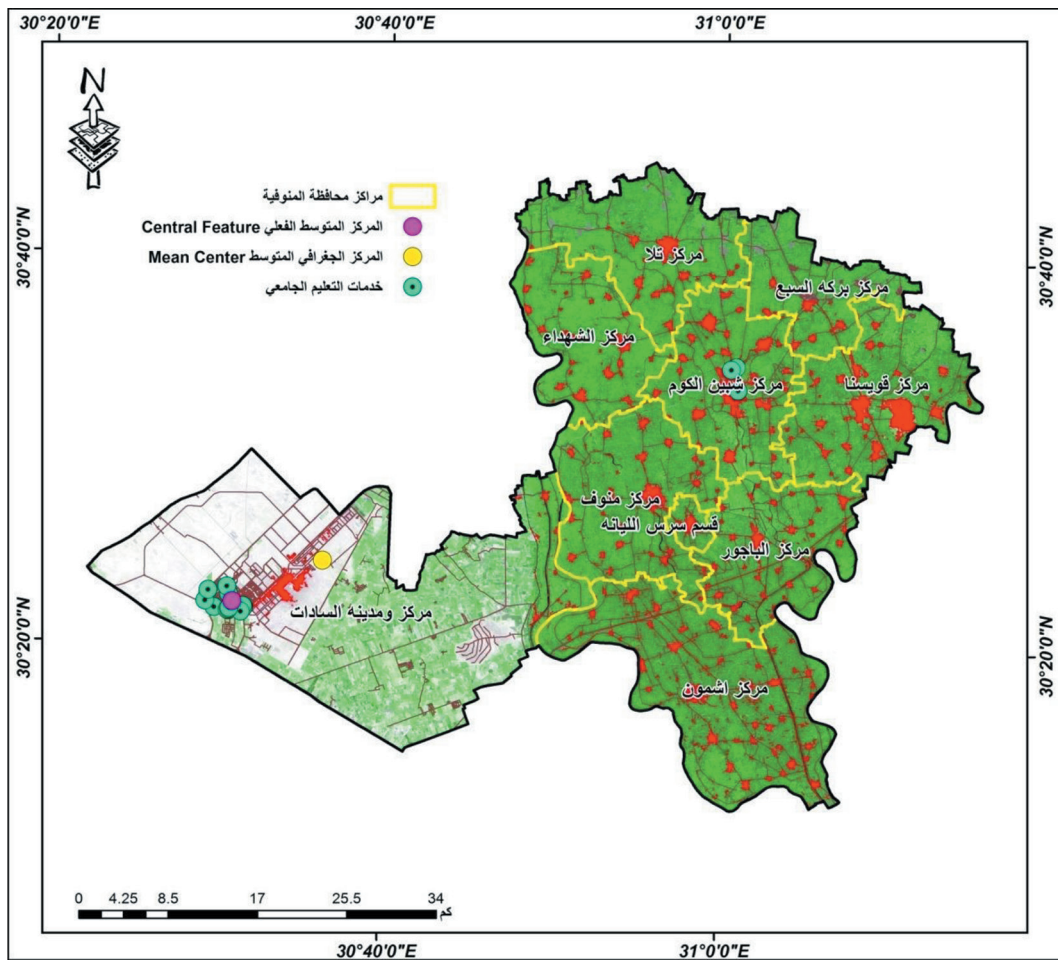 30°20'0"E
30°40'0"E
31°0'0"E
N
مراكز محافظة المنوفية
المركز المتوسط الفعلي Central Feature
المركز الجغرافي المتوسط Mean Center
خدمات التعليم الجامعي
30°40'0"N
30°40'0"N
مركز تلا
مركز بركه السبع
مركز الشهداء
مركز شبين الكوم
مركز قويسنا
مركز منوف
قسم سرس الليانه
مركز الباجور
مركز ومدينه السادات
مركز اشمون
30°20'0"N
30°20'0"N
0 4.25 8.5 17 25.5 34
كم
30°40'0"E
31°0'0"E